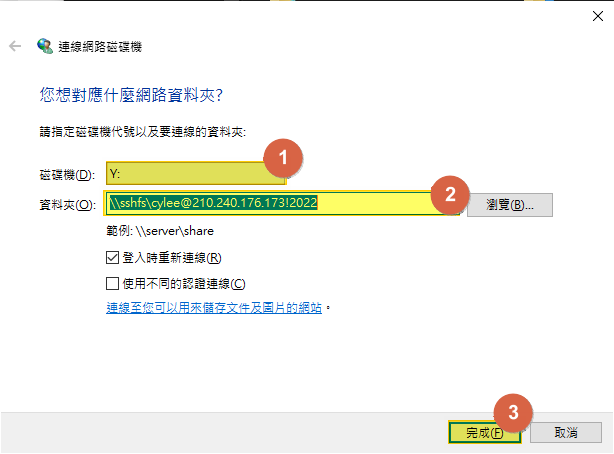 連線網路磁碟機
您想對應什麼網路資料夾?
請指定磁碟機代號以及要連線的資料夾:
1
磁碟機(D): Y:
2
資料夾(O): \\sshfs\cylee@210.240.176.173!2022 瀏覽(B)...
範例: \\server\share
登入時重新連線(R)
使用不同的認證連線(C)
連線至您可以用來儲存文件及圖片的網站。
3
完成(F) 取消